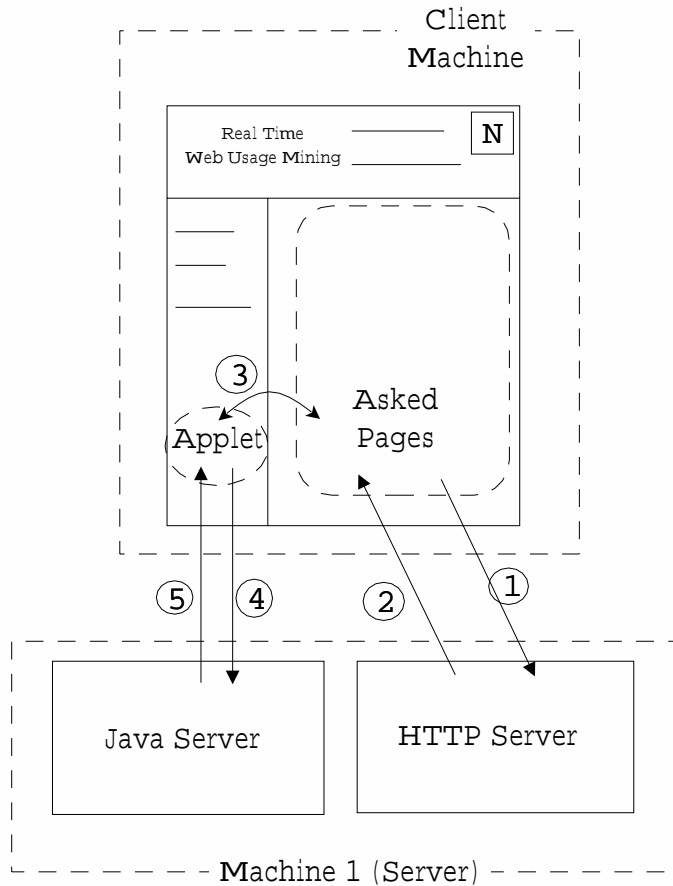 Client
Machine
Real Time
Web Usage Mining
N
3
Asked
Pages
Applet
5
4
2
1
Java Server
HTTP Server
Machine 1 (Server)